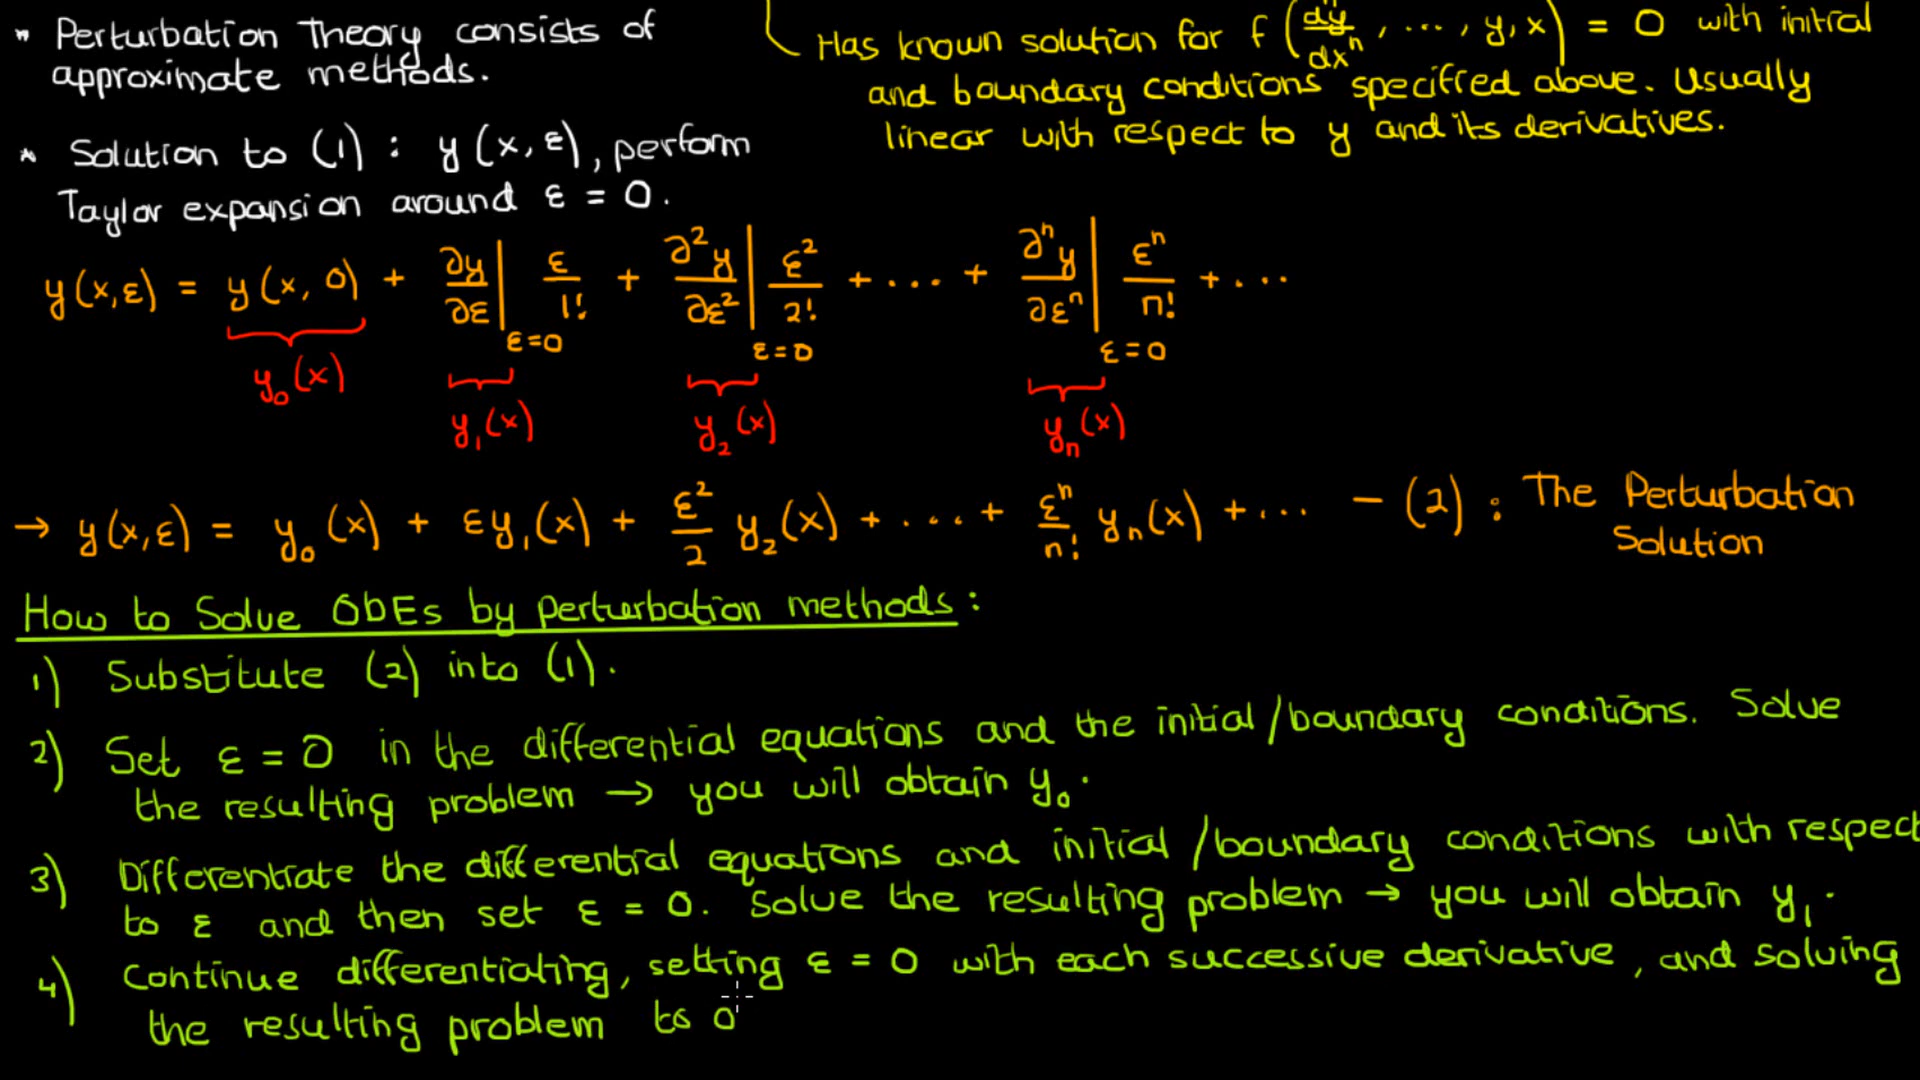 * Perturbation Theory consists of
approximate methods.
Has known solution for f(dⁿy/dxⁿ, ..., y, x) = 0 with initial
and boundary conditions specified above. Usually
linear with respect to y and its derivatives.
* Solution to (1) : y(x, ε), perform
Taylor expansion around ε = 0.
y(x,ε) = y(x, 0) + ∂y/∂ε |ε=0 ε/1! + ∂²y/∂ε² |ε=0 ε²/2! + ... + ∂ⁿy/∂εⁿ |ε=0 εⁿ/n! + ...
y₀(x) y₁(x) y₂(x) yₙ(x)
→ y(x,ε) = y₀(x) + εy₁(x) + ε²/2 y₂(x) + ... + εⁿ/n! yₙ(x) + ... – (2) : The Perturbation
Solution
How to Solve ODEs by perturbation methods :
1) Substitute (2) into (1).
2) Set ε = 0 in the differential equations and the initial/boundary conditions. Solve
the resulting problem → you will obtain y₀.
3) Differentiate the differential equations and initial/boundary conditions with respect
to ε and then set ε = 0. Solve the resulting problem → you will obtain y₁.
4) Continue differentiating, setting ε = 0 with each successive derivative, and solving
the resulting problem to o